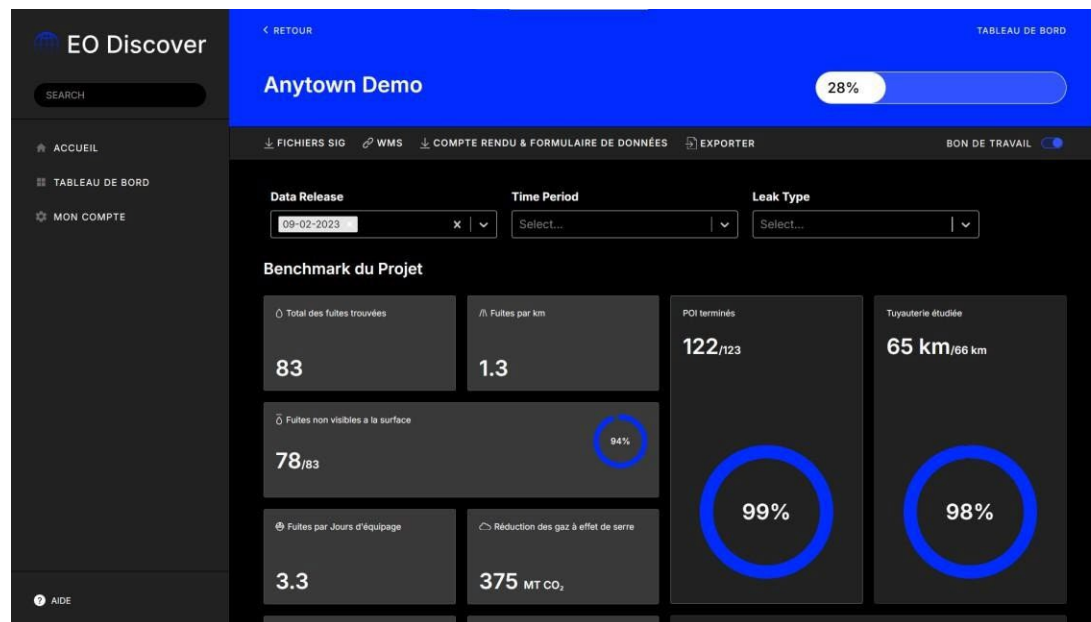 EO Discover
SEARCH
ACCUEIL
TABLEAU DE BORD
MON COMPTE
AIDE
RETOUR
TABLEAU DE BORD
Anytown Demo
28%
FICHIERS SIG
WMS
COMPTE RENDU & FORMULAIRE DE DONNÉES
EXPORTER
BON DE TRAVAIL
Data Release
Time Period
Leak Type
09-02-2023
Select...
Select...
Benchmark du Projet
Total des fuites trouvées
83
Fuites par km
1.3
POI terminés
122/123
99%
Tuyauterie étudiée
65 km/66 km
98%
Fuites non visibles a la surface
78/83
94%
Fuites par Jours d'équipage
3.3
Réduction des gaz à effet de serre
375 MT CO₂